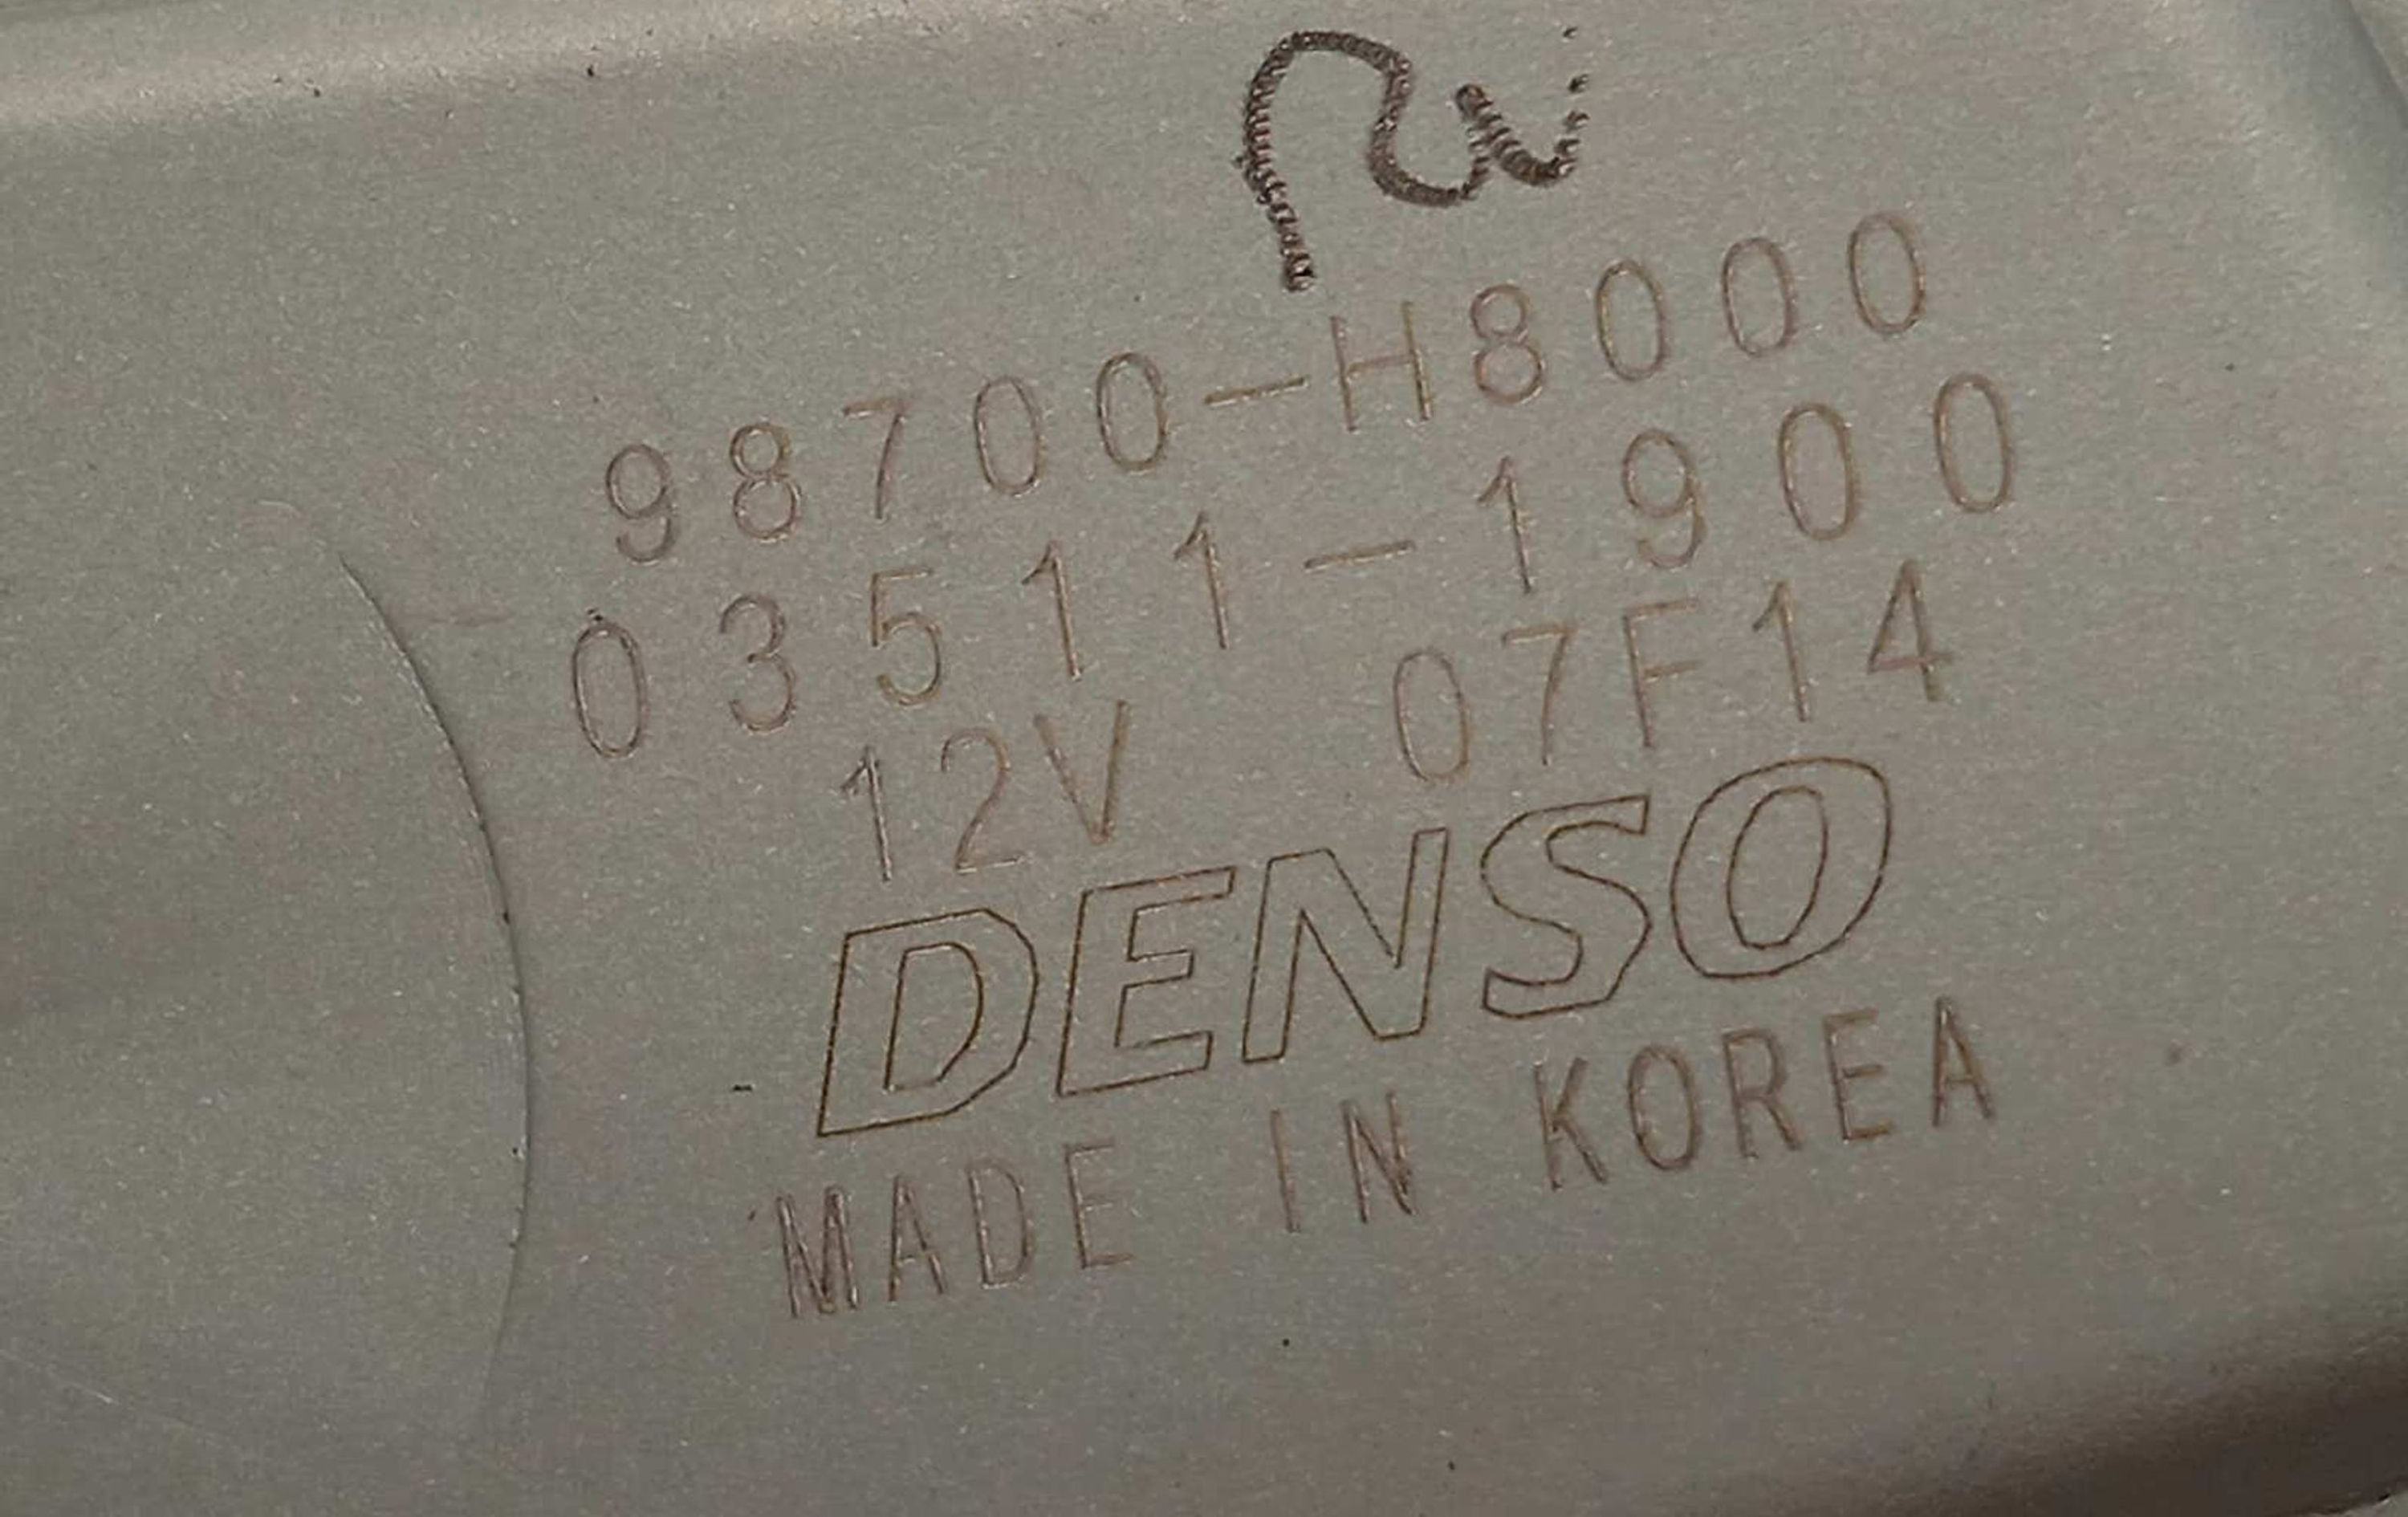 98700-H8000
03511-1900
12V 07F14
DENSO
MADE IN KOREA